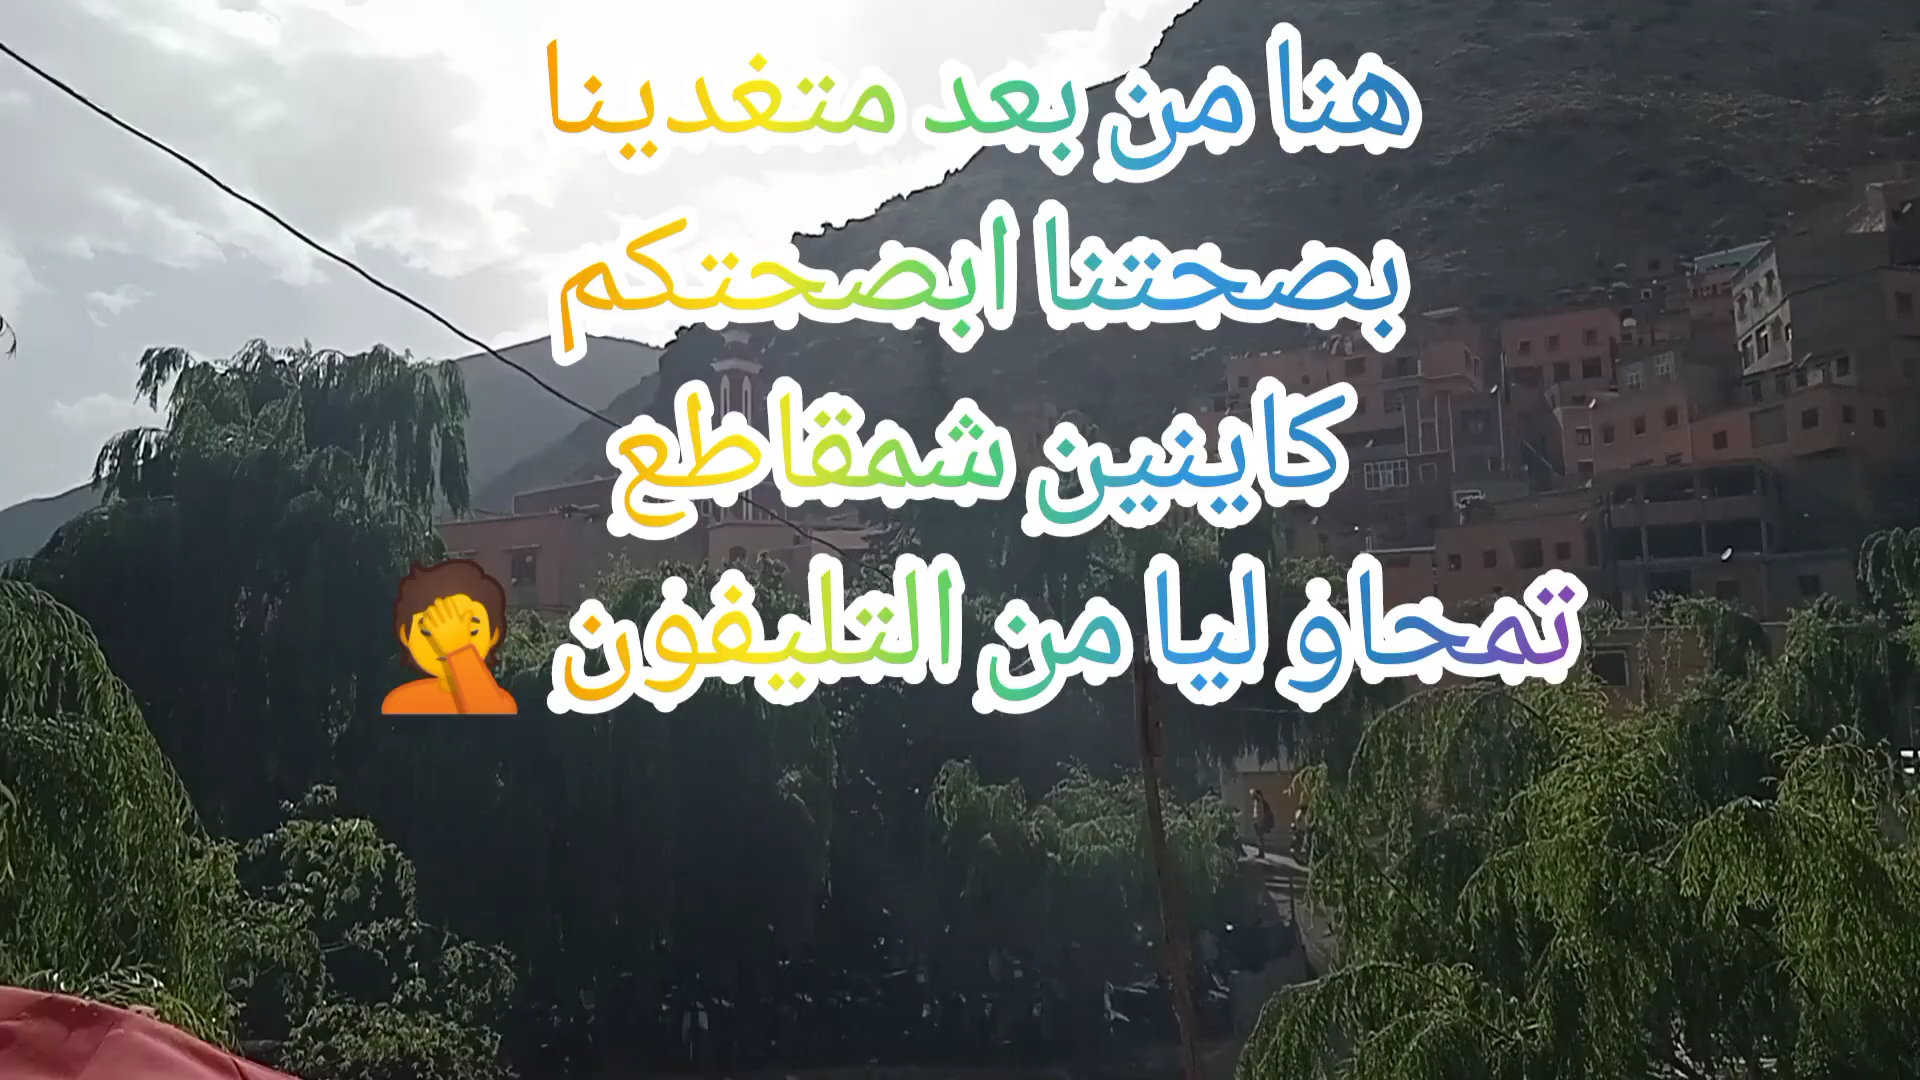 هنا من بعد متغدينا
بصحتنا ابصحتكم
كاينين شمقاطع
تمحاو ليا من التليفون 🤦